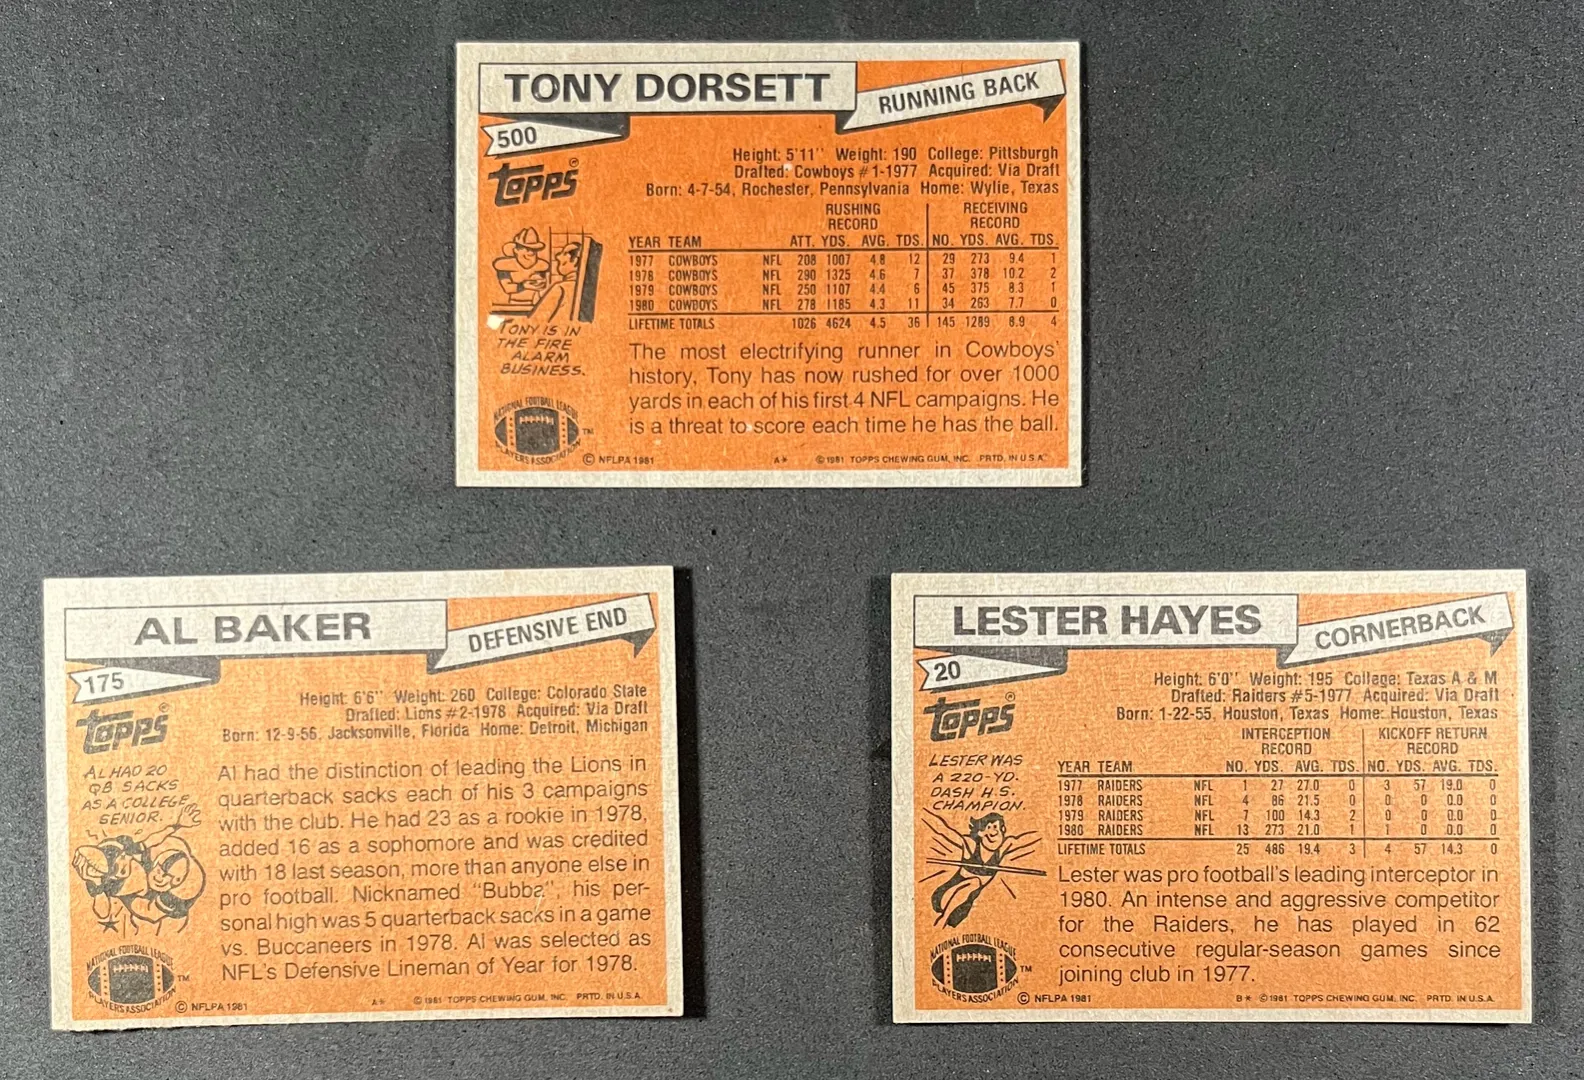 TONY DORSETT
RUNNING BACK
500
topps®
Height: 5'11" Weight: 190 College: Pittsburgh
Drafted: Cowboys #1-1977 Acquired: Via Draft
Born: 4-7-54, Rochester, Pennsylvania Home: Wylie, Texas
RUSHING RECORD RECEIVING RECORD
YEAR TEAM ATT. YDS. AVG. TDS. NO. YDS. AVG. TDS.
1977 COWBOYS NFL 208 1007 4.8 12 29 273 9.4 1
1978 COWBOYS NFL 290 1325 4.6 7 37 378 10.2 2
1979 COWBOYS NFL 250 1107 4.4 6 45 375 8.3 1
1980 COWBOYS NFL 278 1185 4.3 11 34 263 7.7 0
LIFETIME TOTALS 1026 4624 4.5 36 145 1289 8.9 4
TONY IS IN
THE FIRE
ALARM
BUSINESS.
The most electrifying runner in Cowboys'
history, Tony has now rushed for over 1000
yards in each of his first 4 NFL campaigns. He
is a threat to score each time he has the ball.
NATIONAL FOOTBALL LEAGUE
PLAYERS ASSOCIATION
TM
© NFLPA 1981 A* © 1981 TOPPS CHEWING GUM, INC. PRTD. IN U.S.A.
AL BAKER
DEFENSIVE END
175
topps®
Height: 6'6" Weight: 260 College: Colorado State
Drafted: Lions #2-1978 Acquired: Via Draft
Born: 12-9-56, Jacksonville, Florida Home: Detroit, Michigan
AL HAD 20
QB SACKS
AS A COLLEGE
SENIOR.
Al had the distinction of leading the Lions in
quarterback sacks each of his 3 campaigns
with the club. He had 23 as a rookie in 1978,
added 16 as a sophomore and was credited
with 18 last season, more than anyone else in
pro football. Nicknamed "Bubba", his per-
sonal high was 5 quarterback sacks in a game
vs. Buccaneers in 1978. Al was selected as
NFL's Defensive Lineman of Year for 1978.
NATIONAL FOOTBALL LEAGUE
PLAYERS ASSOCIATION
TM
© NFLPA 1981 A* © 1981 TOPPS CHEWING GUM, INC. PRTD. IN U.S.A.
LESTER HAYES
CORNERBACK
20
topps®
Height: 6'0" Weight: 195 College: Texas A & M
Drafted: Raiders #5-1977 Acquired: Via Draft
Born: 1-22-55, Houston, Texas Home: Houston, Texas
INTERCEPTION RECORD KICKOFF RETURN RECORD
YEAR TEAM NO. YDS. AVG. TDS. NO. YDS. AVG. TDS.
1977 RAIDERS NFL 1 27 27.0 0 3 57 19.0 0
1978 RAIDERS NFL 4 86 21.5 0 0 0 0.0 0
1979 RAIDERS NFL 7 100 14.3 2 0 0 0.0 0
1980 RAIDERS NFL 13 273 21.0 1 1 0 0.0 0
LIFETIME TOTALS 25 486 19.4 3 4 57 14.3 0
LESTER WAS
A 220-YD.
DASH H.S.
CHAMPION.
Lester was pro football's leading interceptor in
1980. An intense and aggressive competitor
for the Raiders, he has played in 62
consecutive regular-season games since
joining club in 1977.
NATIONAL FOOTBALL LEAGUE
PLAYERS ASSOCIATION
TM
© NFLPA 1981 B* © 1981 TOPPS CHEWING GUM, INC. PRTD. IN U.S.A.